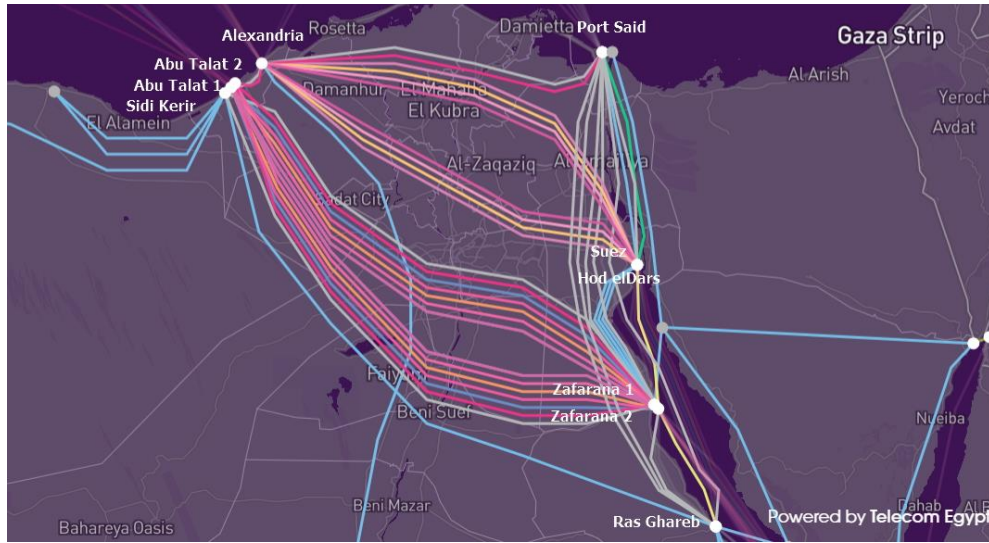 Rosetta
Damietta
Port Said
Gaza Strip
Alexandria
Abu Talat 2
Al Arish
Abu Talat 1
Damanhur
El Mahalla
El Kubra
Sidi Kerir
El Alamein
Avdat
Al-Zaqaziq
Sadat City
Suez
Hod elDars
Faiyum
Zafarana 1
Beni Suef
Zafarana 2
Nueiba
Beni Mazar
Ras Ghareb
Powered by Telecom Egypt
Dahab
Bahareya Oasis